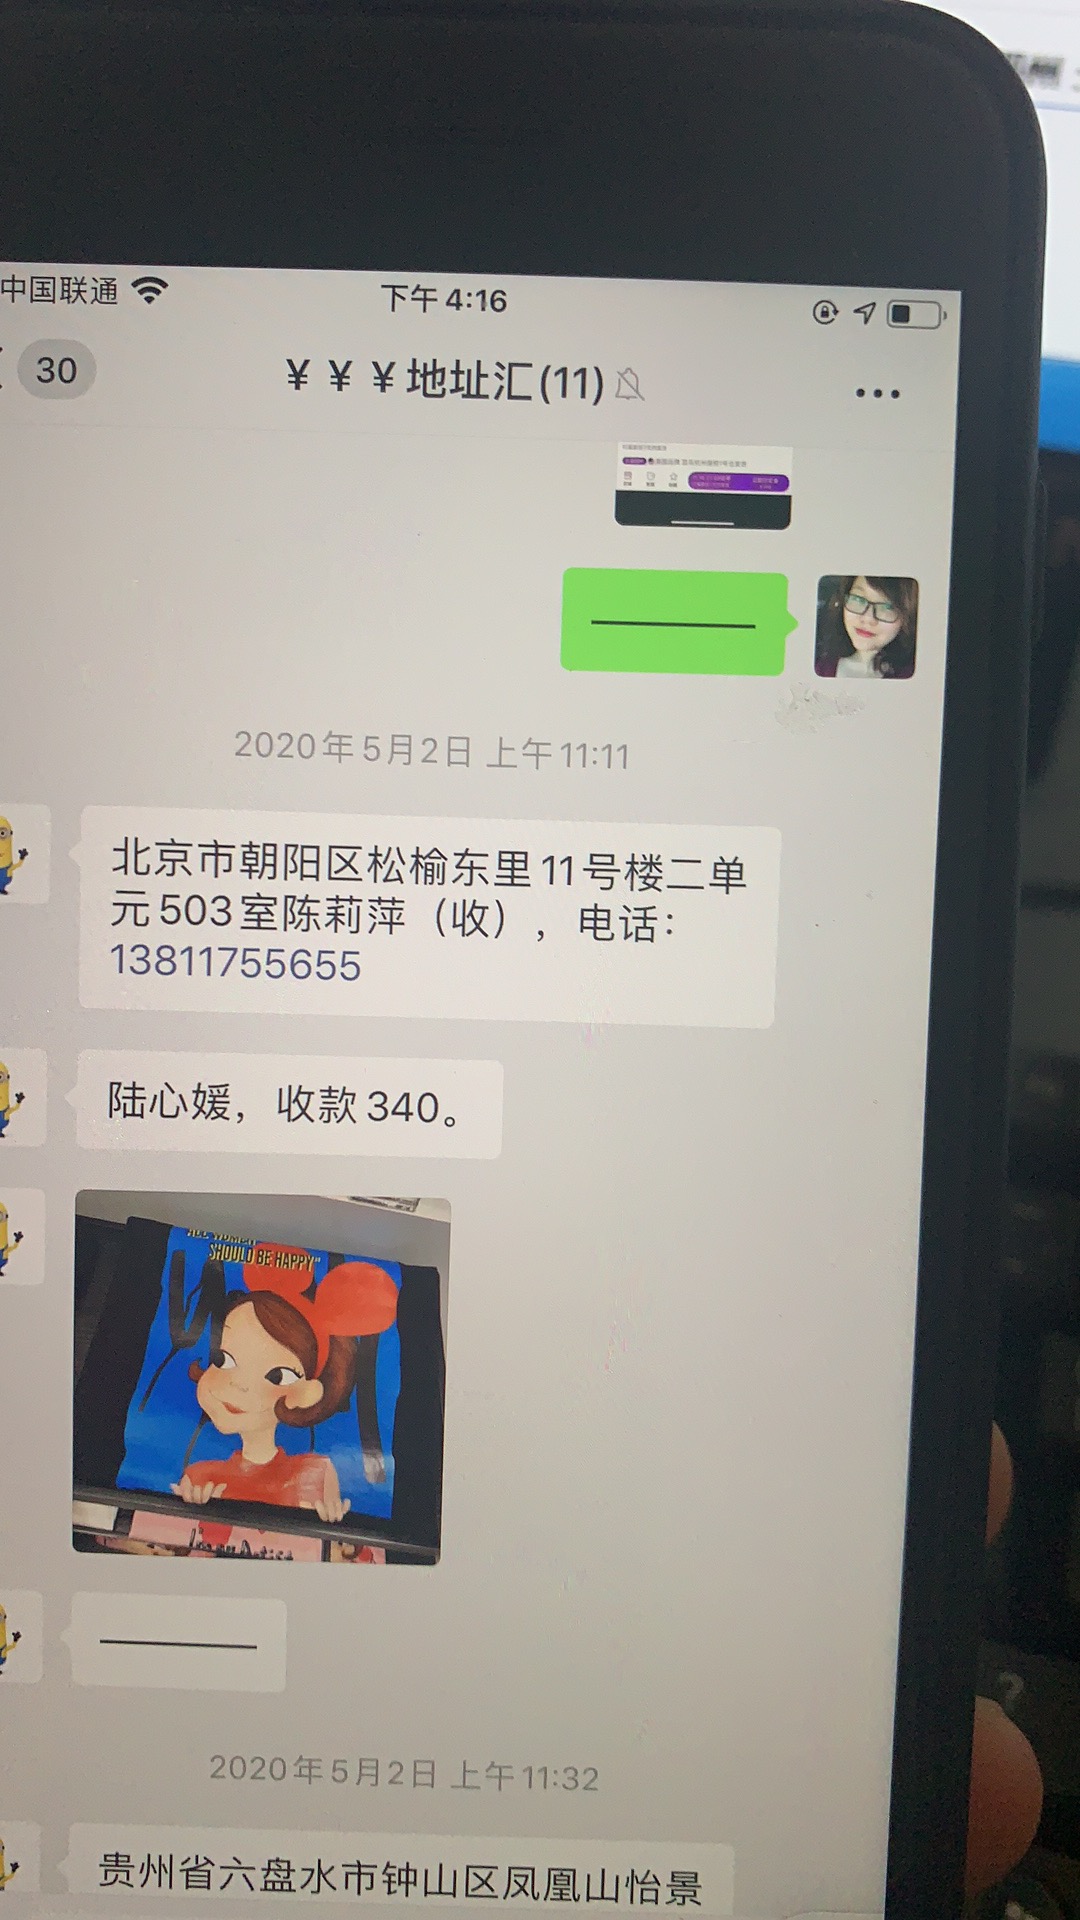 中国联通
下午 4:16
30
¥ ¥ ¥地址汇(11)
2020年5月2日 上午11:11
北京市朝阳区松榆东里11号楼二单
元503室陈莉萍（收），电话：
13811755655
陆心媛，收款340。
SHOULD BE HAPPY"
2020年5月2日 上午11:32
贵州省六盘水市钟山区凤凰山怡景